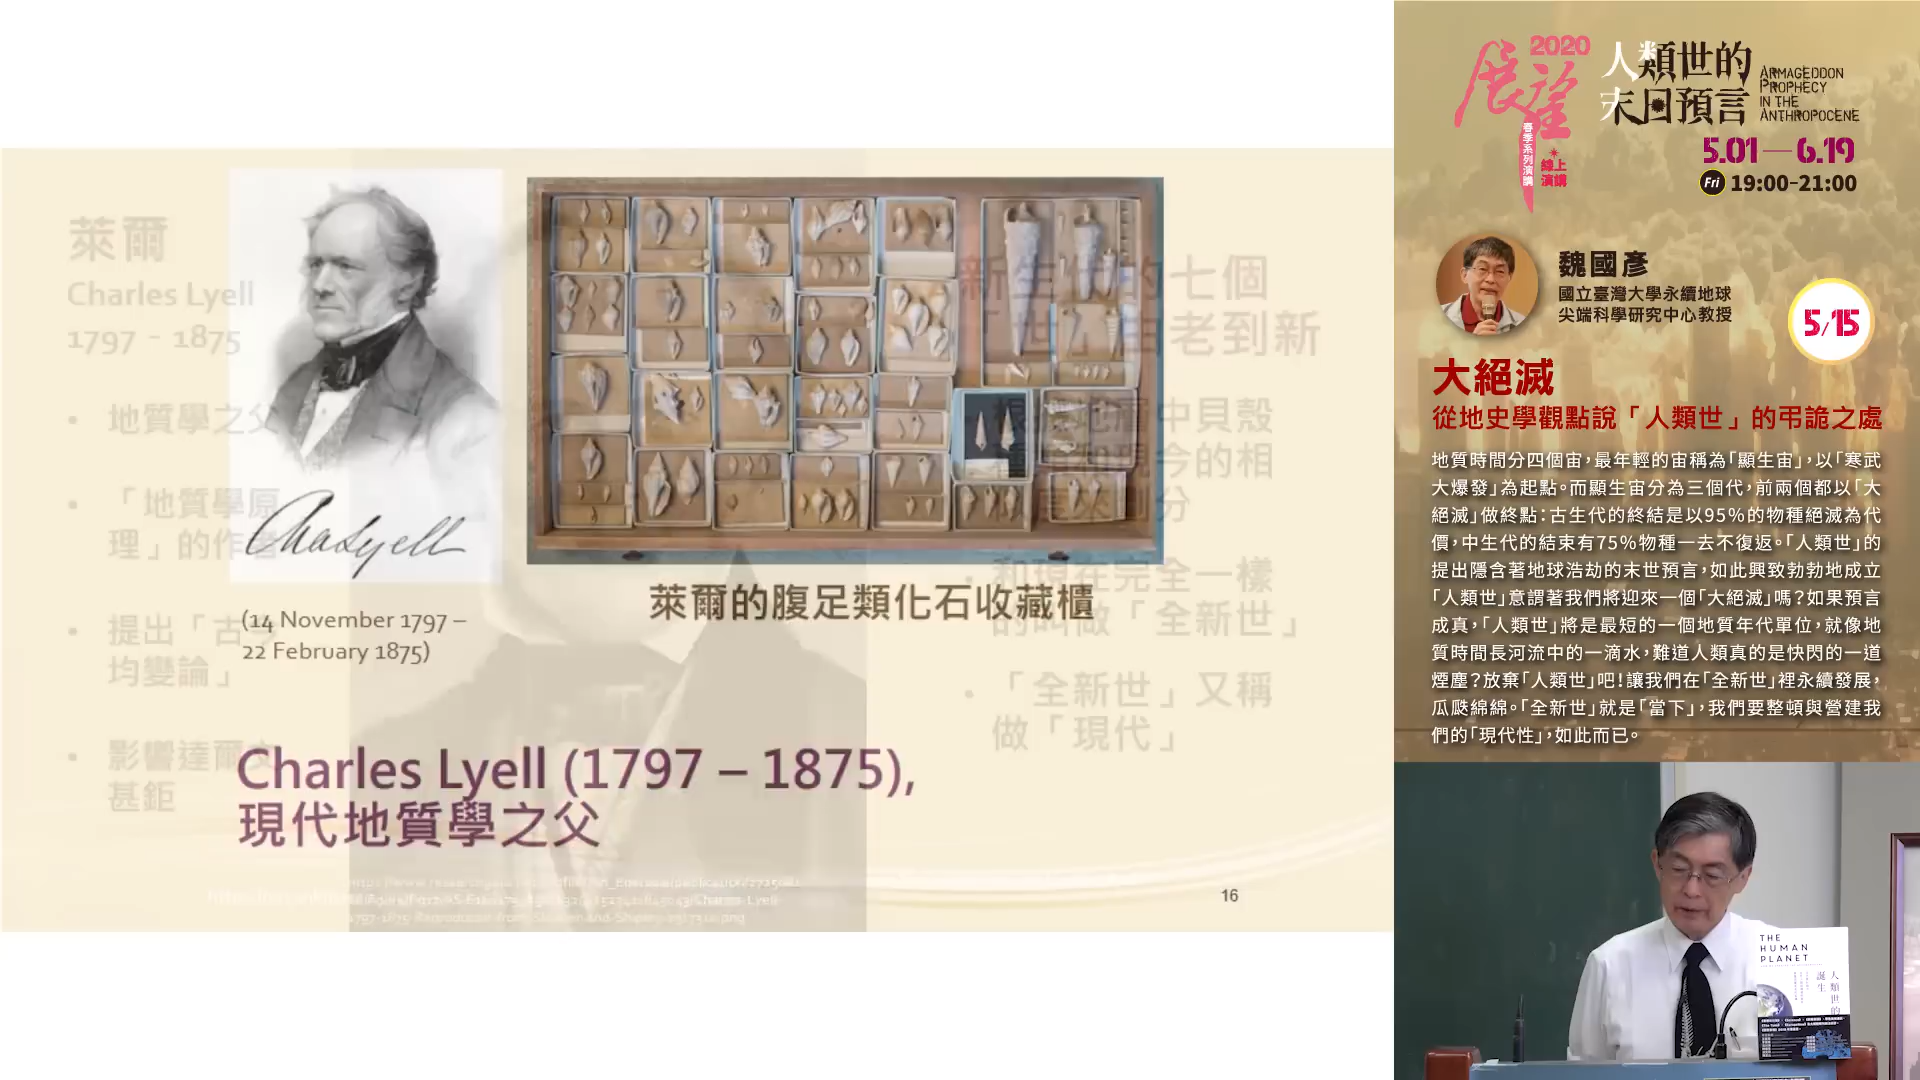 萊爾
Charles Lyell
1797 - 1875
地質學之父
「地質學原
理」的作者
提出「古今
均變論」
影響達爾文
甚鉅
Chas Lyell
(14 November 1797 –
22 February 1875)
萊爾的腹足類化石收藏櫃
新生代的七個
「世」由老到新
中貝殼
今的相
分
和現在完全一樣
的叫做「全新世」
「全新世」又稱
做「現代」
Charles Lyell (1797 – 1875),
現代地質學之父
16
2020
展望
春季系列演講
線上
演講
人類世的
末日預言
ARMAGEDDON
PROPHECY
IN THE
ANTHROPOCENE
5.01—6.19
Fri 19:00-21:00
魏國彥
國立臺灣大學永續地球
尖端科學研究中心教授
5/15
大絕滅
從地史學觀點說「人類世」的弔詭之處
地質時間分四個宙,最年輕的宙稱為「顯生宙」,以「寒武
大爆發」為起點。而顯生宙分為三個代,前兩個都以「大
絕滅」做終點:古生代的終結是以95%的物種絕滅為代
價,中生代的結束有75%物種一去不復返。「人類世」的
提出隱含著地球浩劫的末世預言,如此興致勃勃地成立
「人類世」意謂著我們將迎來一個「大絕滅」嗎?如果預言
成真,「人類世」將是最短的一個地質年代單位,就像地
質時間長河流中的一滴水,難道人類真的是快閃的一道
煙塵?放棄「人類世」吧!讓我們在「全新世」裡永續發展,
瓜瓞綿綿。「全新世」就是「當下」,我們要整頓與營建我
們的「現代性」,如此而已。
THE
HUMAN
PLANET
人類世的
誕生